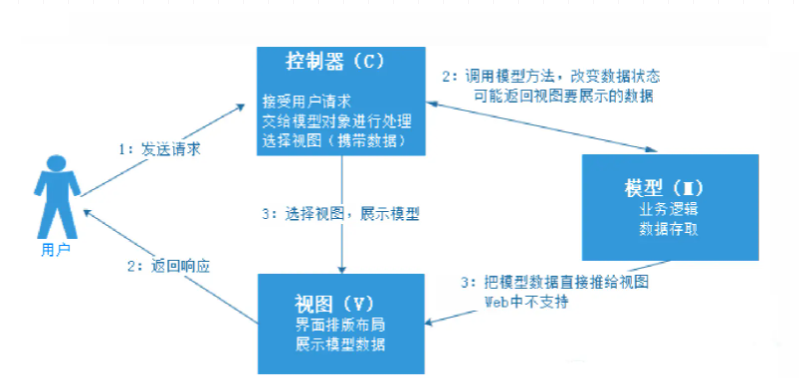 控制器（C）
接受用户请求
交给模型对象进行处理
选择视图（携带数据）
2：调用模型方法，改变数据状态
可能返回视图要展示的数据
1：发送请求
模型（M）
业务逻辑
数据存取
用户
3：选择视图，展示模型
2：返回响应
视图（V）
界面排版布局
展示模型数据
3：把模型数据直接推给视图
Web中不支持